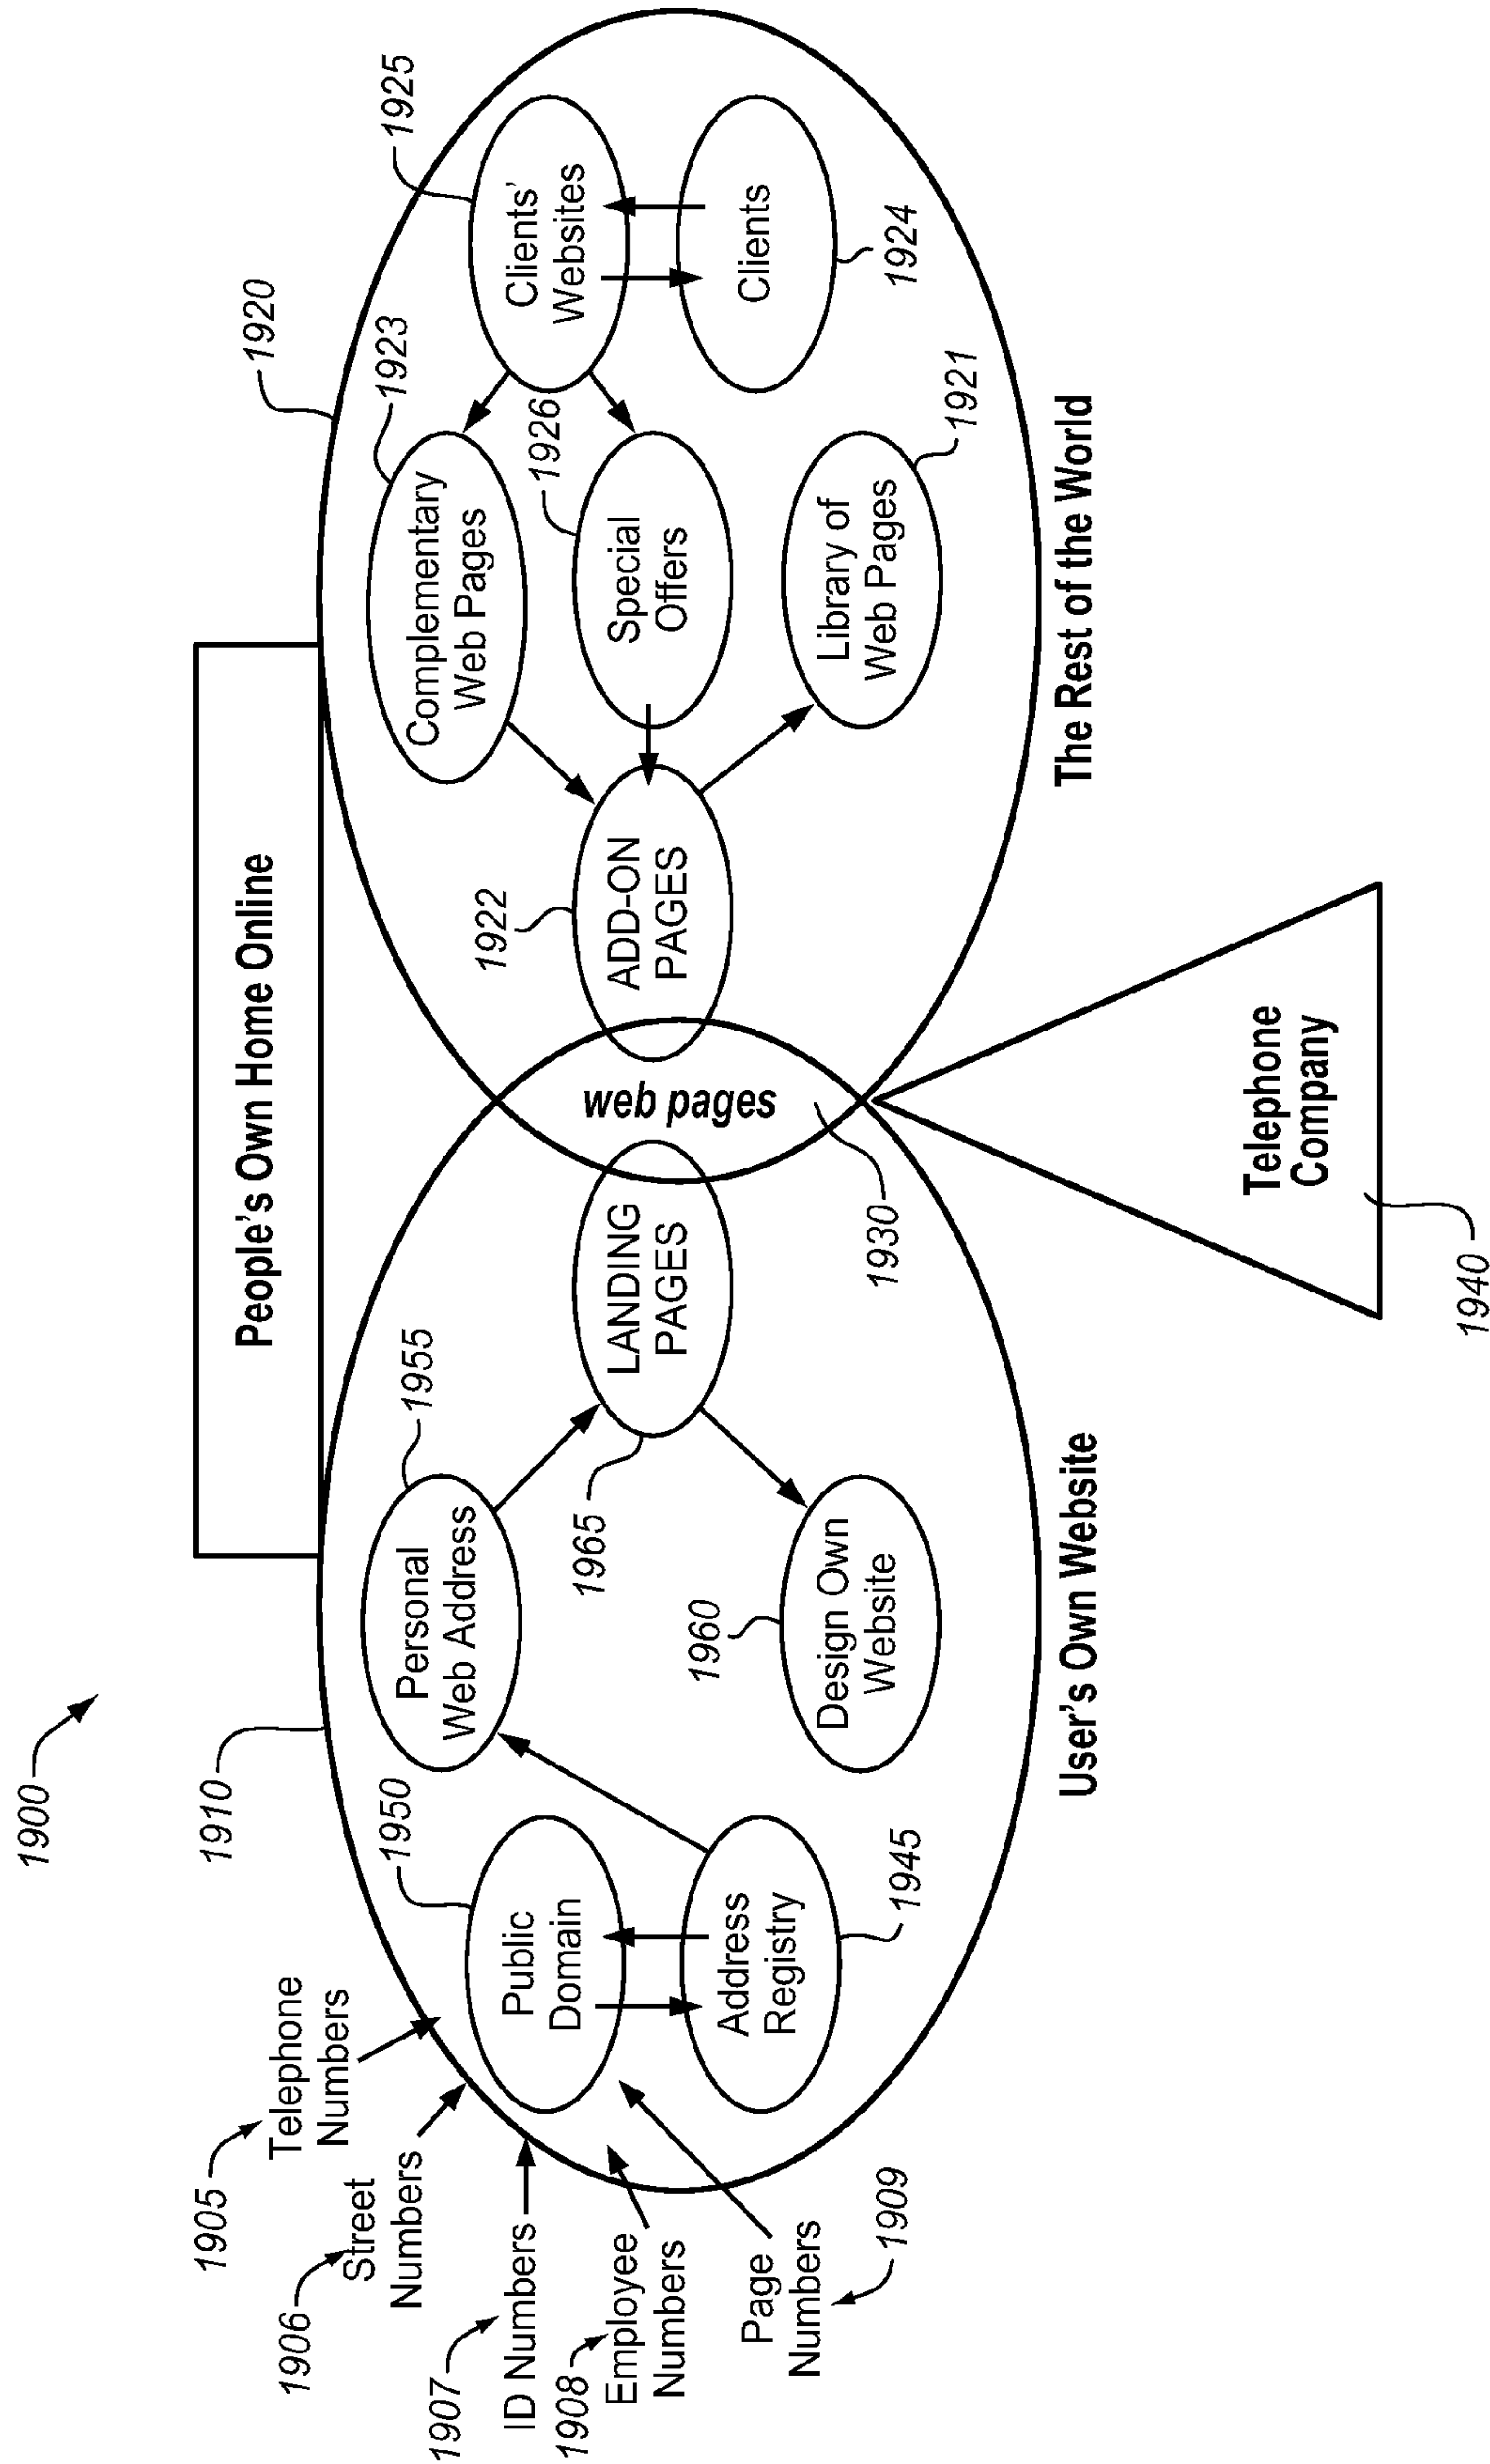 1900
People's Own Home Online
1910
1920
1905
Telephone
Numbers
1906
Street
Numbers
1907
ID Numbers
1908
Employee
Numbers
Page
Numbers
1909
1950
Public
Domain
Address
Registry
1945
1955
Personal
Web Address
1965
LANDING
PAGES
1960
Design Own
Website
web pages
1930
1922
ADD-ON
PAGES
1923
Complementary
Web Pages
1926
Special
Offers
Library of
Web Pages
1921
1925
Clients'
Websites
Clients
1924
User's Own Website
The Rest of the World
Telephone
Company
1940